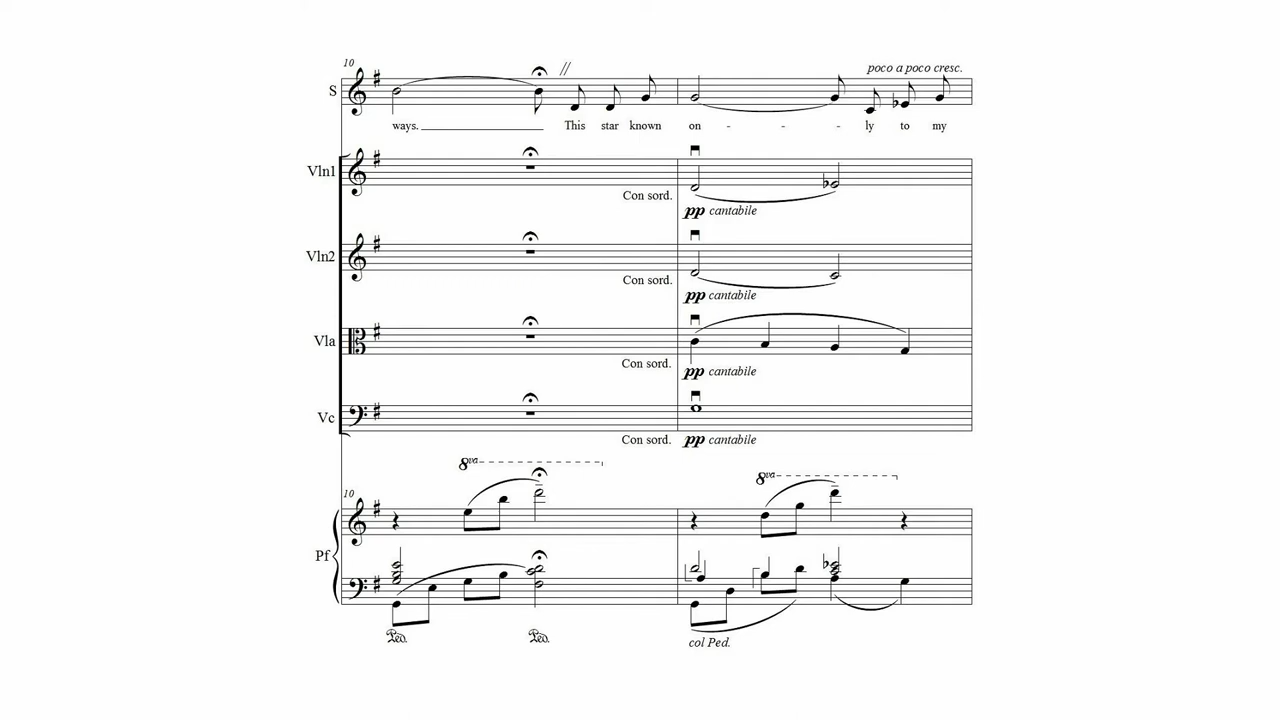 10
poco a poco cresc.
S
ways. This star known on - - - ly to my
Vln1
Con sord.
pp cantabile
Vln2
Con sord.
pp cantabile
Vla
Con sord.
pp cantabile
Vc
Con sord. pp cantabile
8va
8va
10
Pf
Ped. Ped. col Ped.